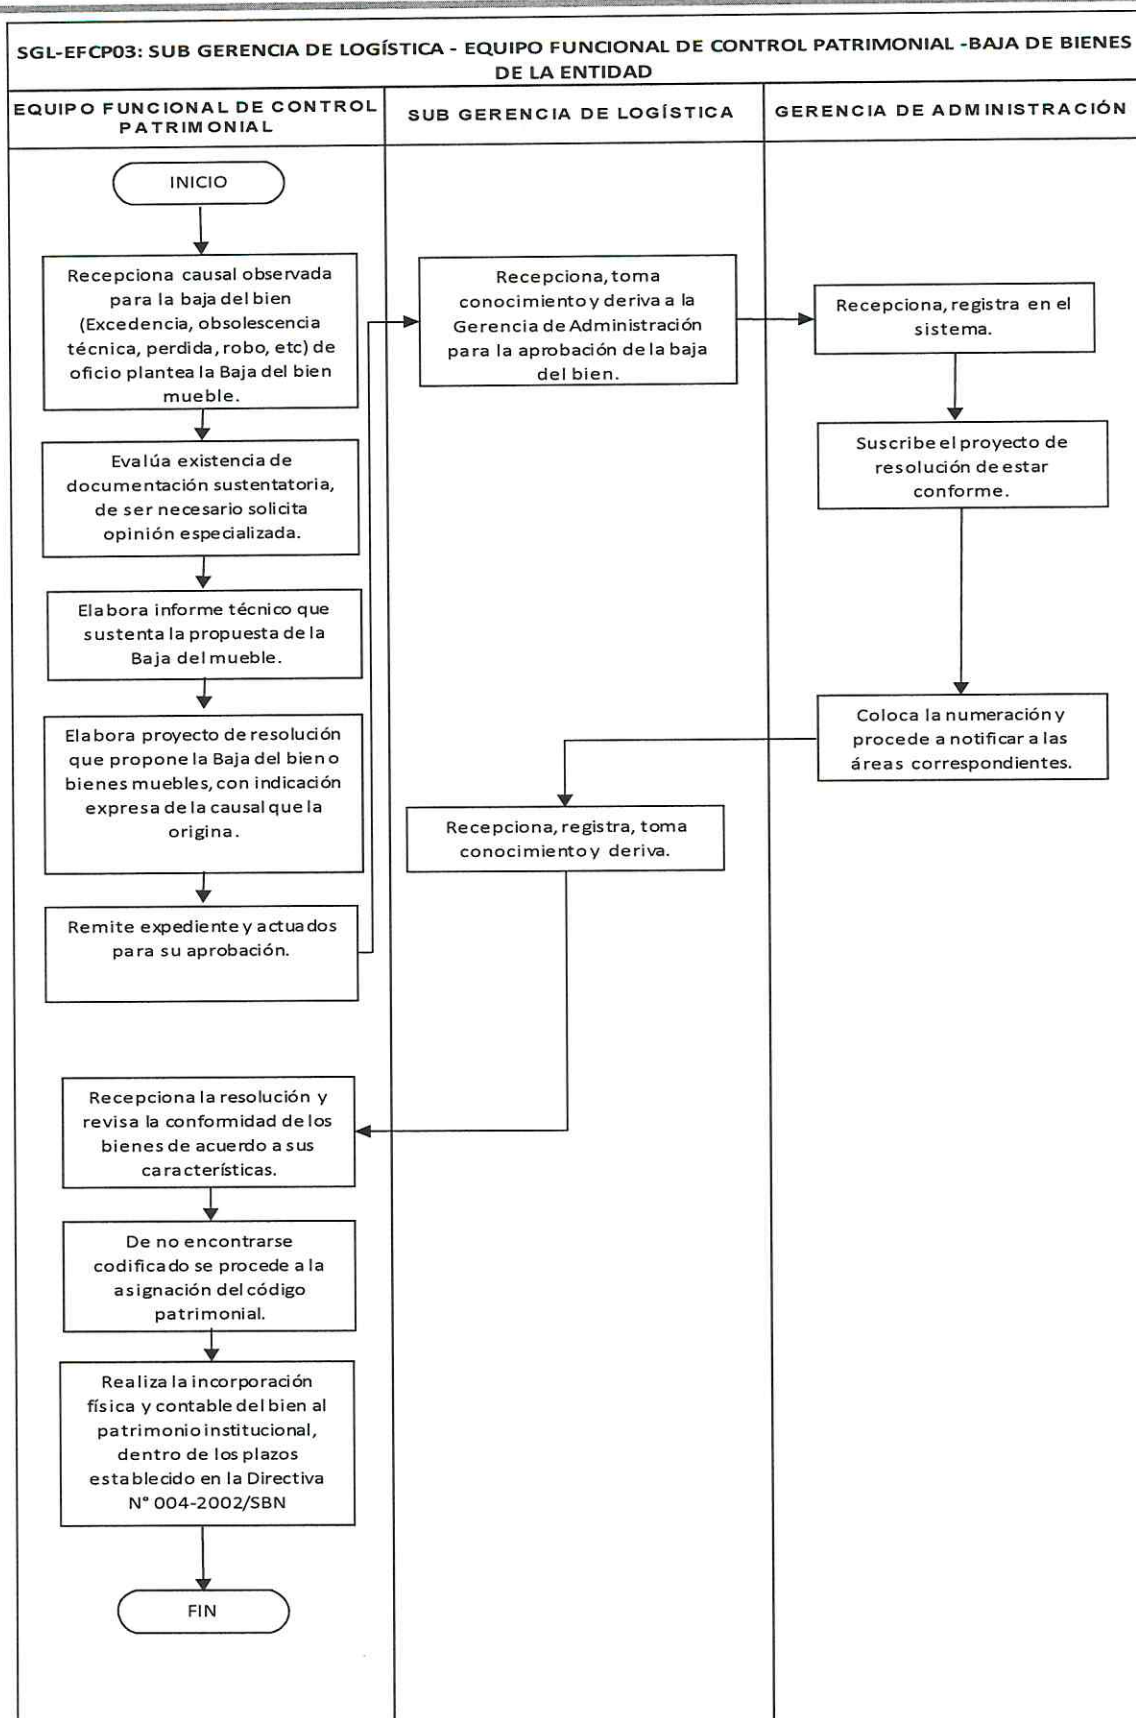 SGL-EFCP03: SUB GERENCIA DE LOGÍSTICA - EQUIPO FUNCIONAL DE CONTROL PATRIMONIAL -BAJA DE BIENES
DE LA ENTIDAD
EQUIPO FUNCIONAL DE CONTROL
PATRIMONIAL
SUB GERENCIA DE LOGÍSTICA
GERENCIA DE ADMINISTRACIÓN
INICIO
Recepciona causal observada
para la baja del bien
(Excedencia, obsolescencia
técnica, perdida, robo, etc) de
oficio plantea la Baja del bien
mueble.
Evalúa existencia de
documentación sustentatoria,
de ser necesario solicita
opinión especializada.
Elabora informe técnico que
sustenta la propuesta de la
Baja del mueble.
Elabora proyecto de resolución
que propone la Baja del bien o
bienes muebles, con indicación
expresa de la causal que la
origina.
Remite expediente y actuados
para su aprobación.
Recepciona, toma
conocimiento y deriva a la
Gerencia de Administración
para la aprobación de la baja
del bien.
Recepciona, registra en el
sistema.
Suscribe el proyecto de
resolución de estar
conforme.
Coloca la numeración y
procede a notificar a las
áreas correspondientes.
Recepciona, registra, toma
conocimiento y deriva.
Recepciona la resolución y
revisa la conformidad de los
bienes de acuerdo a sus
características.
De no encontrarse
codificado se procede a la
asignación del código
patrimonial.
Realiza la incorporación
física y contable del bien al
patrimonio institucional,
dentro de los plazos
establecido en la Directiva
N° 004-2002/SBN
FIN